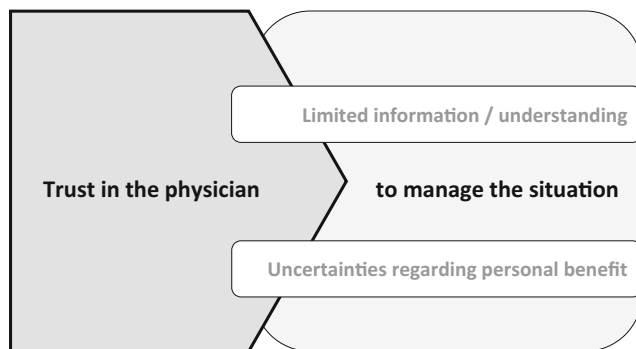 Limited information / understanding
Trust in the physician
to manage the situation
Uncertainties regarding personal benefit